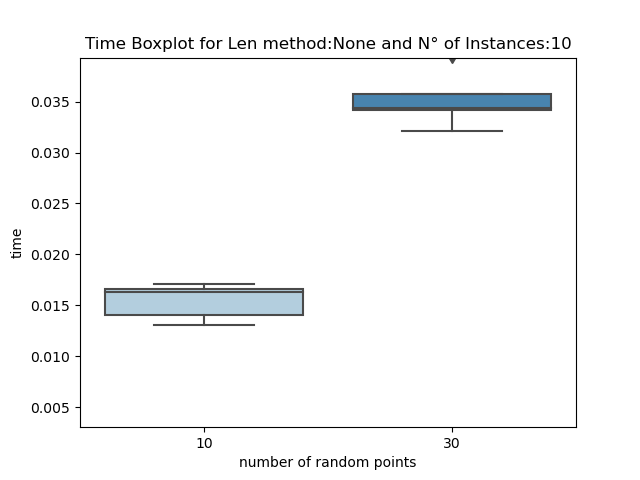 Time Boxplot for Len method:None and N° of Instances:10
0.035
0.030
0.025
0.020
0.015
0.010
0.005
time
10 30
number of random points